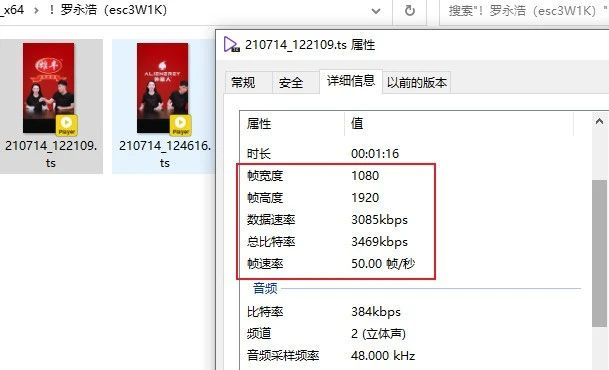 _x64
! 罗永浩（esc3W1K）
搜索"! 罗永浩（esc3W1K）"
ALIENERGY
外星人
Player
Player
210714_122109.
ts
210714_124616.
ts
210714_122109.ts 属性
常规
安全
详细信息
以前的版本
属性
值
时长 00:01:16
帧宽度 1080
帧高度 1920
数据速率 3085kbps
总比特率 3469kbps
帧速率 50.00 帧/秒
音频
比特率 384kbps
频道 2 (立体声)
音频采样频率 48.000 kHz